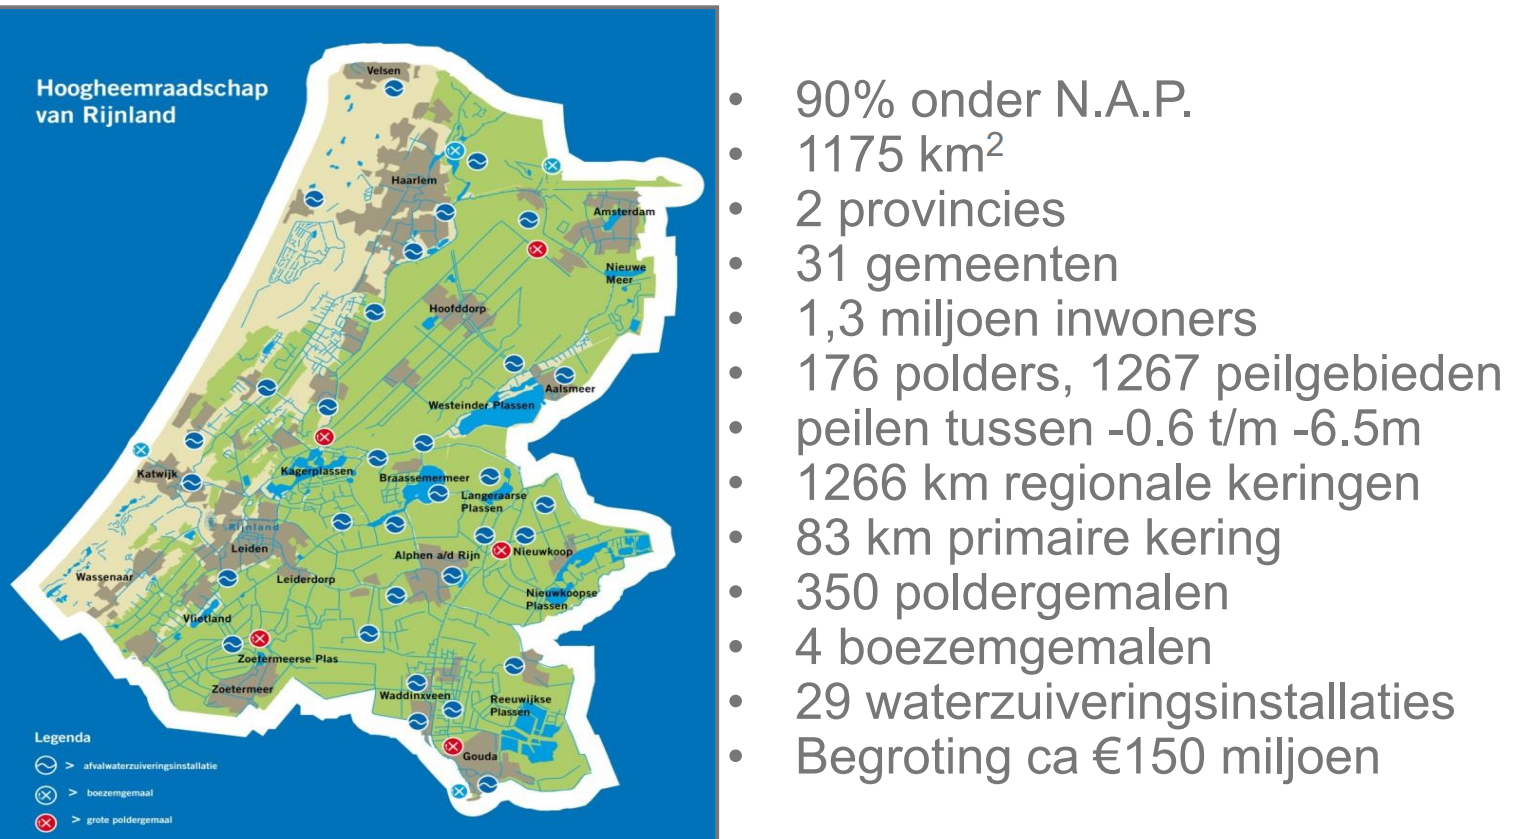 Hoogheemraadschap
van Rijnland
Velsen
Haarlem
Amsterdam
Nieuwe
Meer
Hoofddorp
Aalsmeer
Westeinder Plassen
Katwijk
Kagerplassen
Braassemermeer
Langeraarse
Plassen
Rijnland
Leiden
Alphen a/d Rijn
Nieuwkoop
Wassenaar
Leiderdorp
Nieuwkoopse
Plassen
Vlietland
Zoetermeerse Plas
Zoetermeer
Waddinxveen
Reeuwijkse
Plassen
Gouda
Legenda
> afvalwaterzuiveringsinstallatie
> boezemgemaal
> grote poldergemaal
• 90% onder N.A.P.
• 1175 km²
• 2 provincies
• 31 gemeenten
• 1,3 miljoen inwoners
• 176 polders, 1267 peilgebieden
• peilen tussen -0.6 t/m -6.5m
• 1266 km regionale keringen
• 83 km primaire kering
• 350 poldergemalen
• 4 boezemgemalen
• 29 waterzuiveringsinstallaties
• Begroting ca €150 miljoen